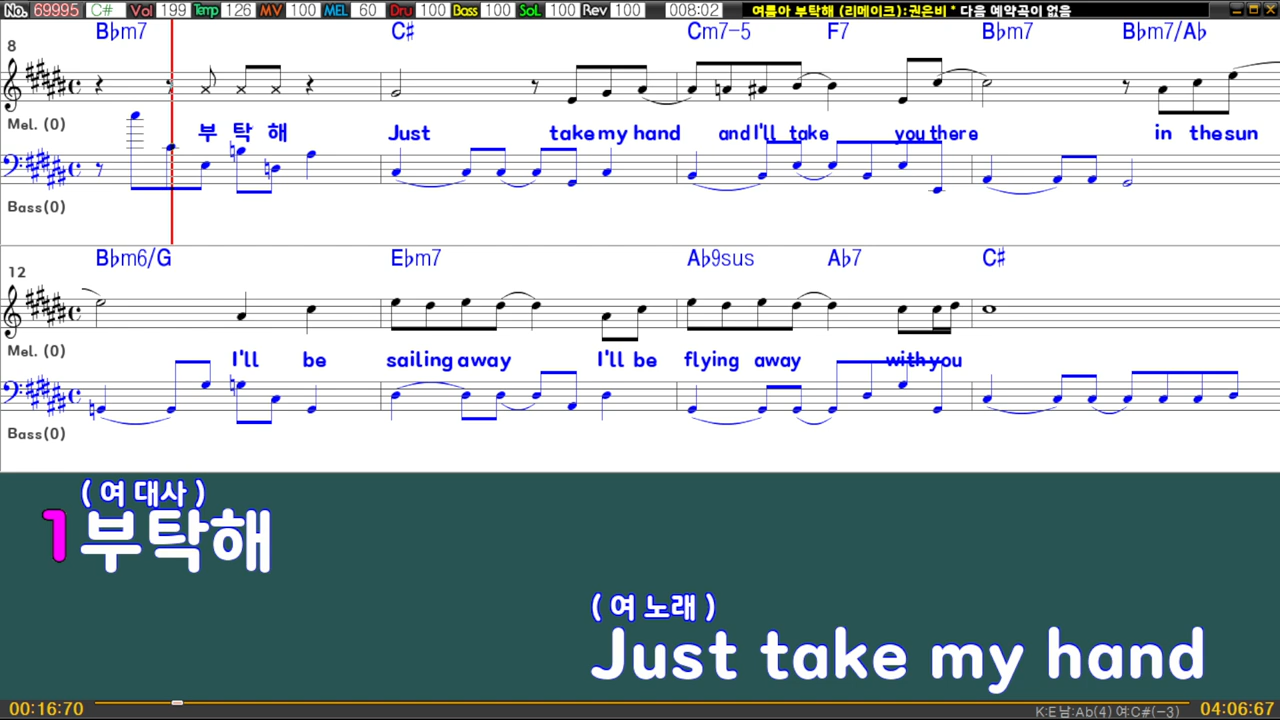 No. 69995 C# Vol 199 Temp 126 MV 100 MEL 60 Dru 100 Bass 100 SoL 100 Rev 100 008:02 여름아 부탁해 (리메이크):권은비 * 다음 예약곡이 없음
B♭m7 C# Cm7-5 F7 B♭m7 B♭m7/A♭
8
Mel. (0)
부 탁 해 Just take my hand and I'll take you there in the sun
Bass(0)
B♭m6/G E♭m7 A♭9sus A♭7 C#
12
Mel. (0)
I'll be sailing away I'll be flying away with you
Bass(0)
( 여 대사 )
1 부탁해
( 여 노래 )
Just take my hand
00:16:70 K:E 남:Ab(4) 여:C#(-3) 04:06:67